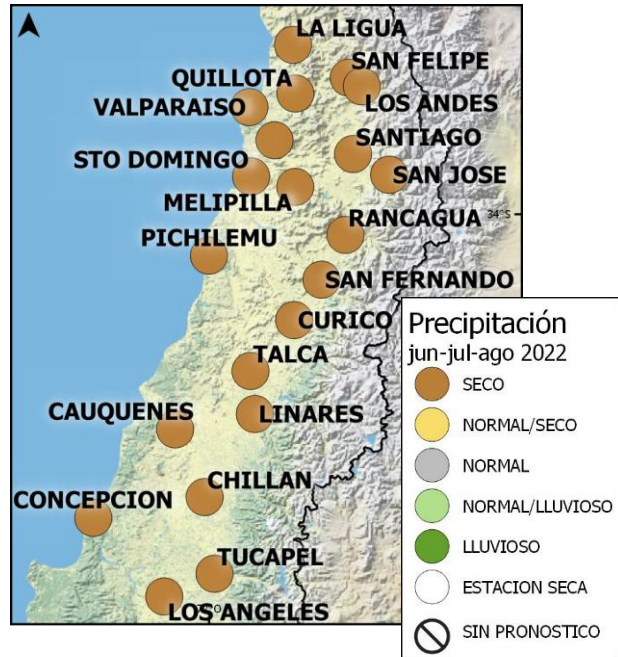 LA LIGUA
SAN FELIPE
QUILLOTA
LOS ANDES
VALPARAISO
SANTIAGO
STO DOMINGO
SAN JOSE
MELIPILLA
RANCAGUA
34°S
PICHILEMU
SAN FERNANDO
CURICO
TALCA
CAUQUENES
LINARES
CHILLAN
CONCEPCION
TUCAPEL
LOS ANGELES
Precipitación
jun-jul-ago 2022
SECO
NORMAL/SECO
NORMAL
NORMAL/LLUVIOSO
LLUVIOSO
ESTACION SECA
SIN PRONOSTICO